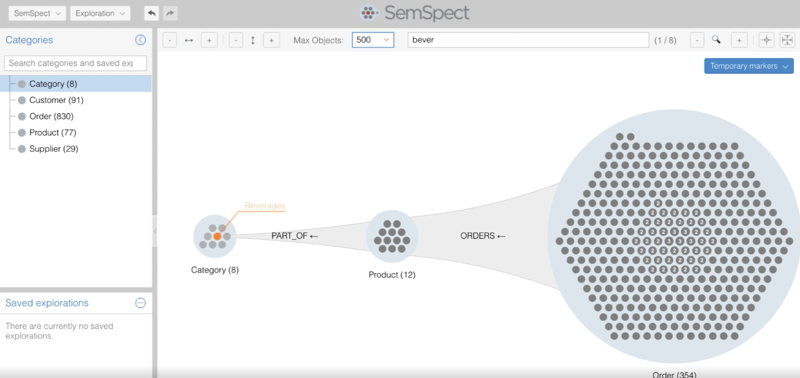 SemSpect
Exploration
SemSpect
Categories
Search categories and saved exp
Category (8)
Customer (91)
Order (830)
Product (77)
Supplier (29)
Saved explorations
There are currently no saved
explorations.
- ↔ +
- ↕ +
Max Objects: 500
bever
(1 / 8)
- +
Temporary markers
Beverages
PART_OF ←
ORDERS ←
Category (8)
Product (12)
Order (354)